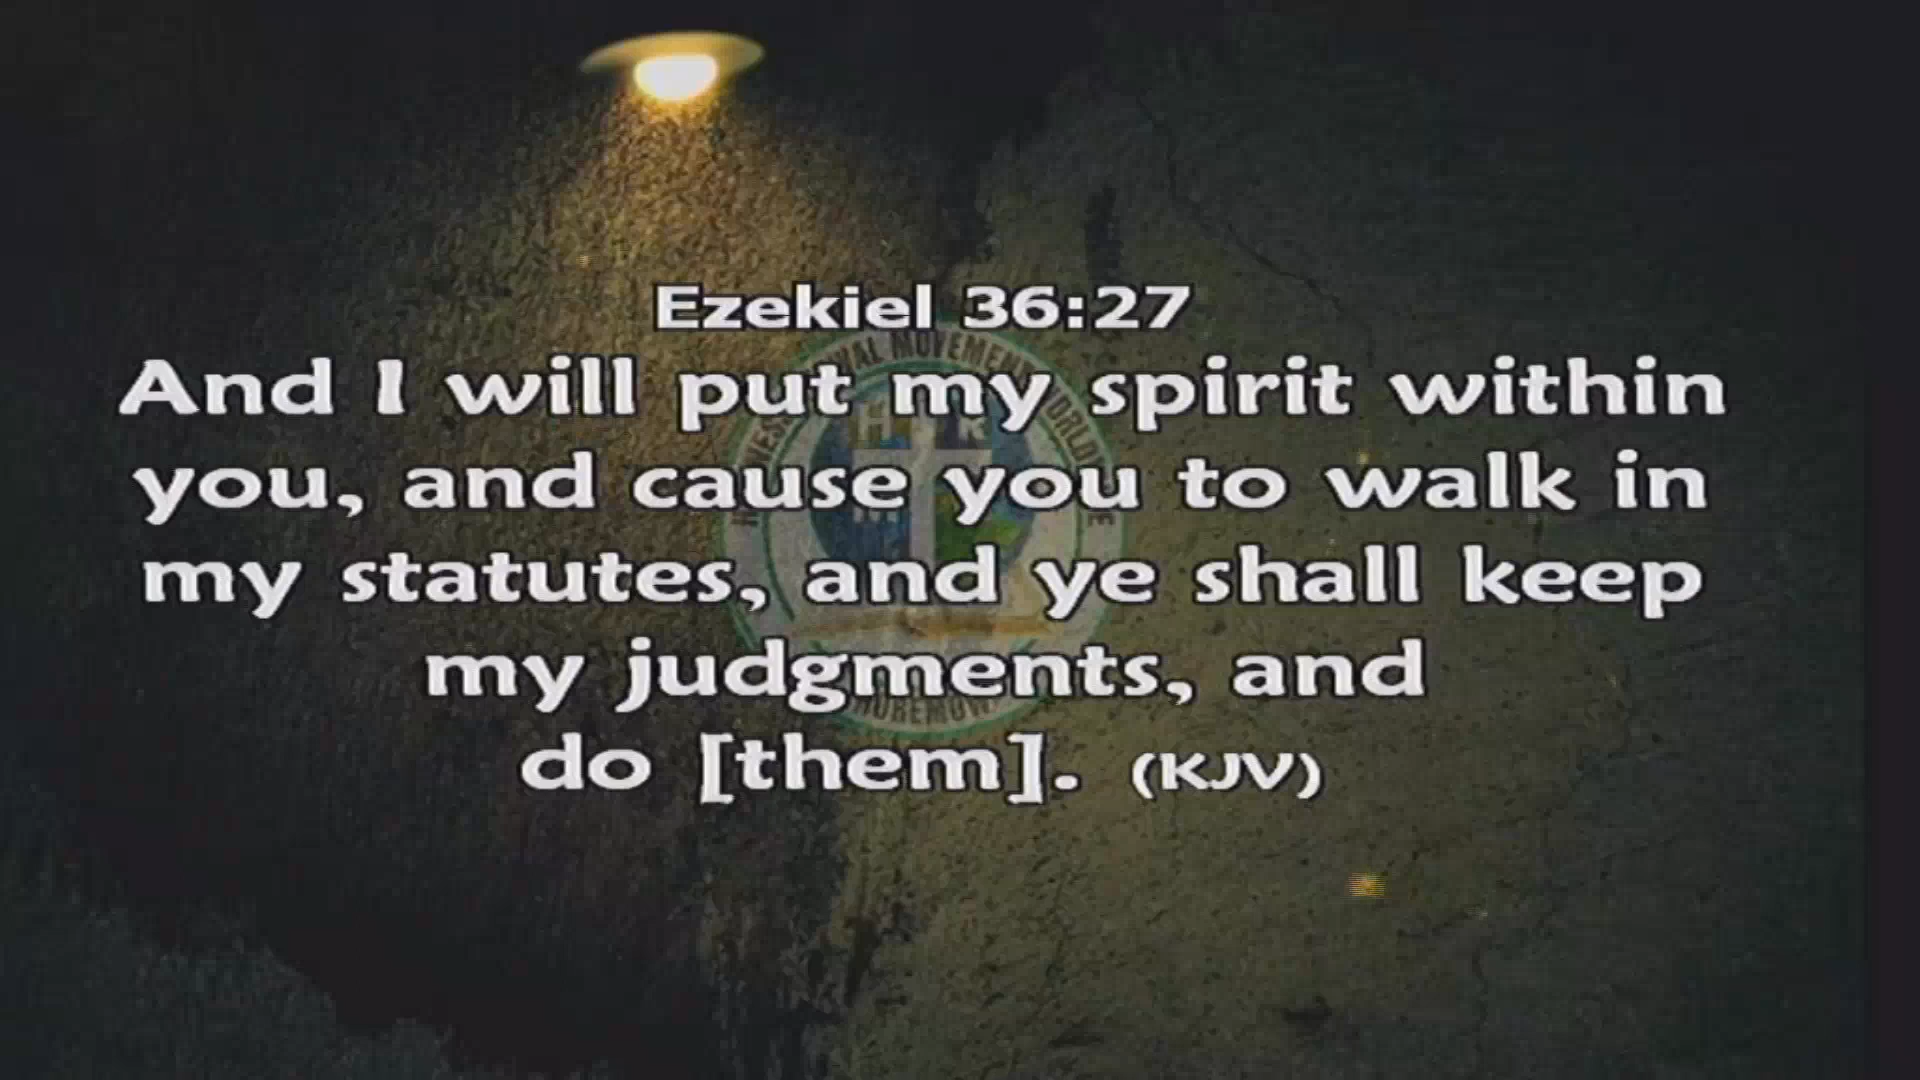 Ezekiel 36:27
And I will put my spirit within
you, and cause you to walk in
my statutes, and ye shall keep
my judgments, and
do [them]. (KJV)
MOVEMENT
H R